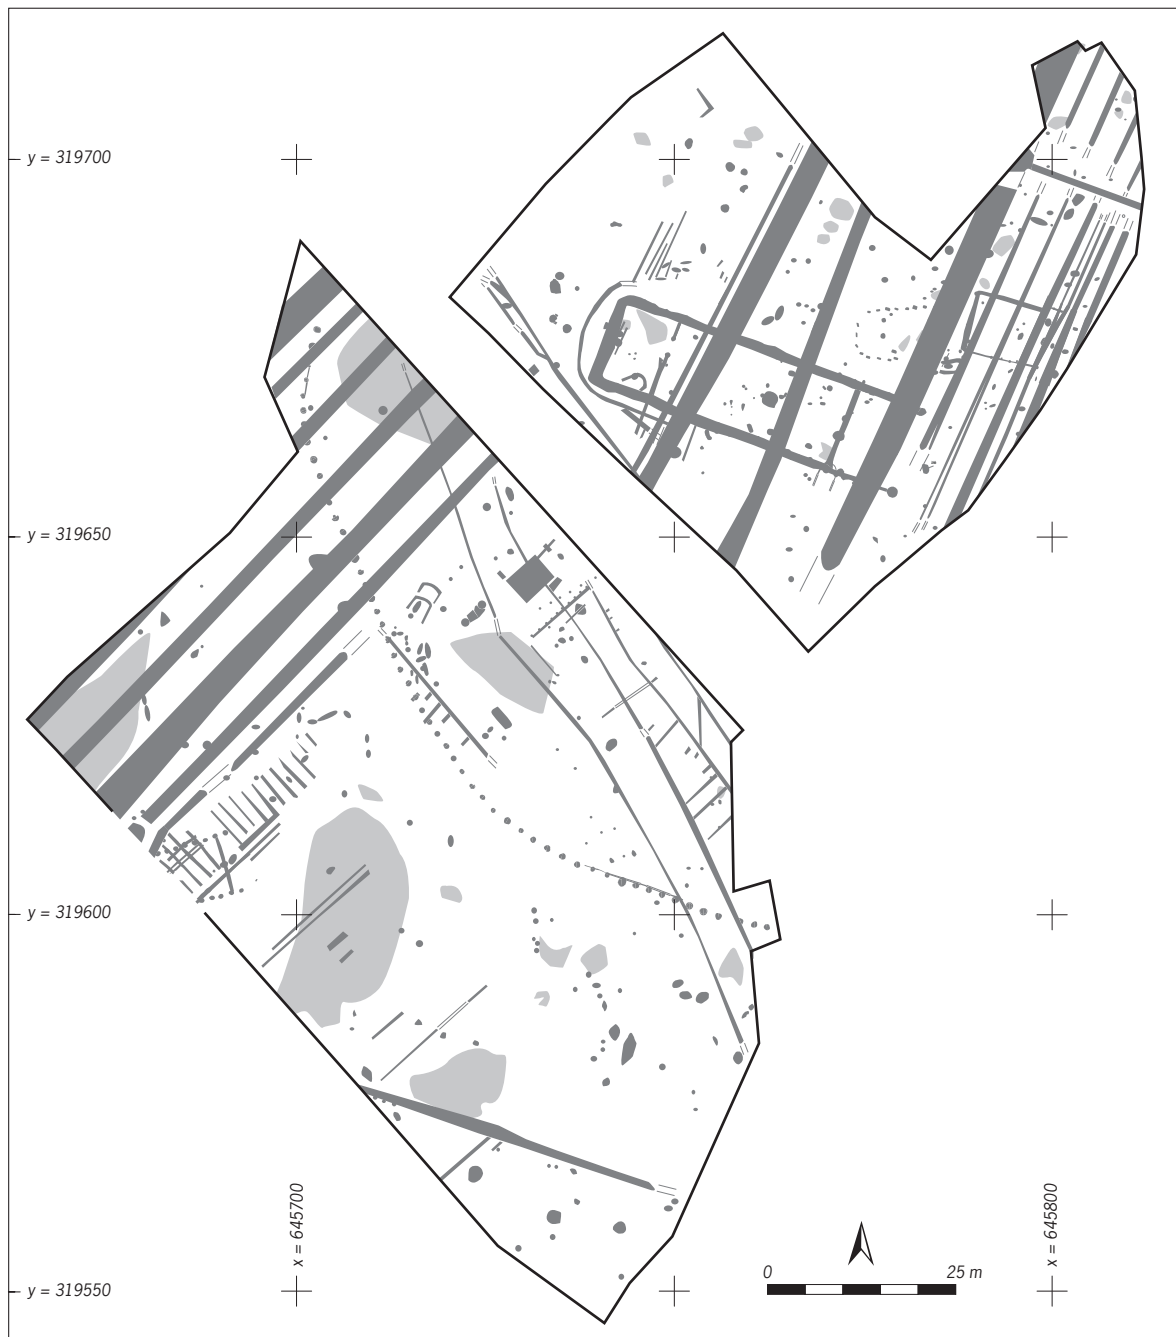 y = 319700
y = 319650
y = 319600
y = 319550
x = 645700
x = 645800
0 25 m